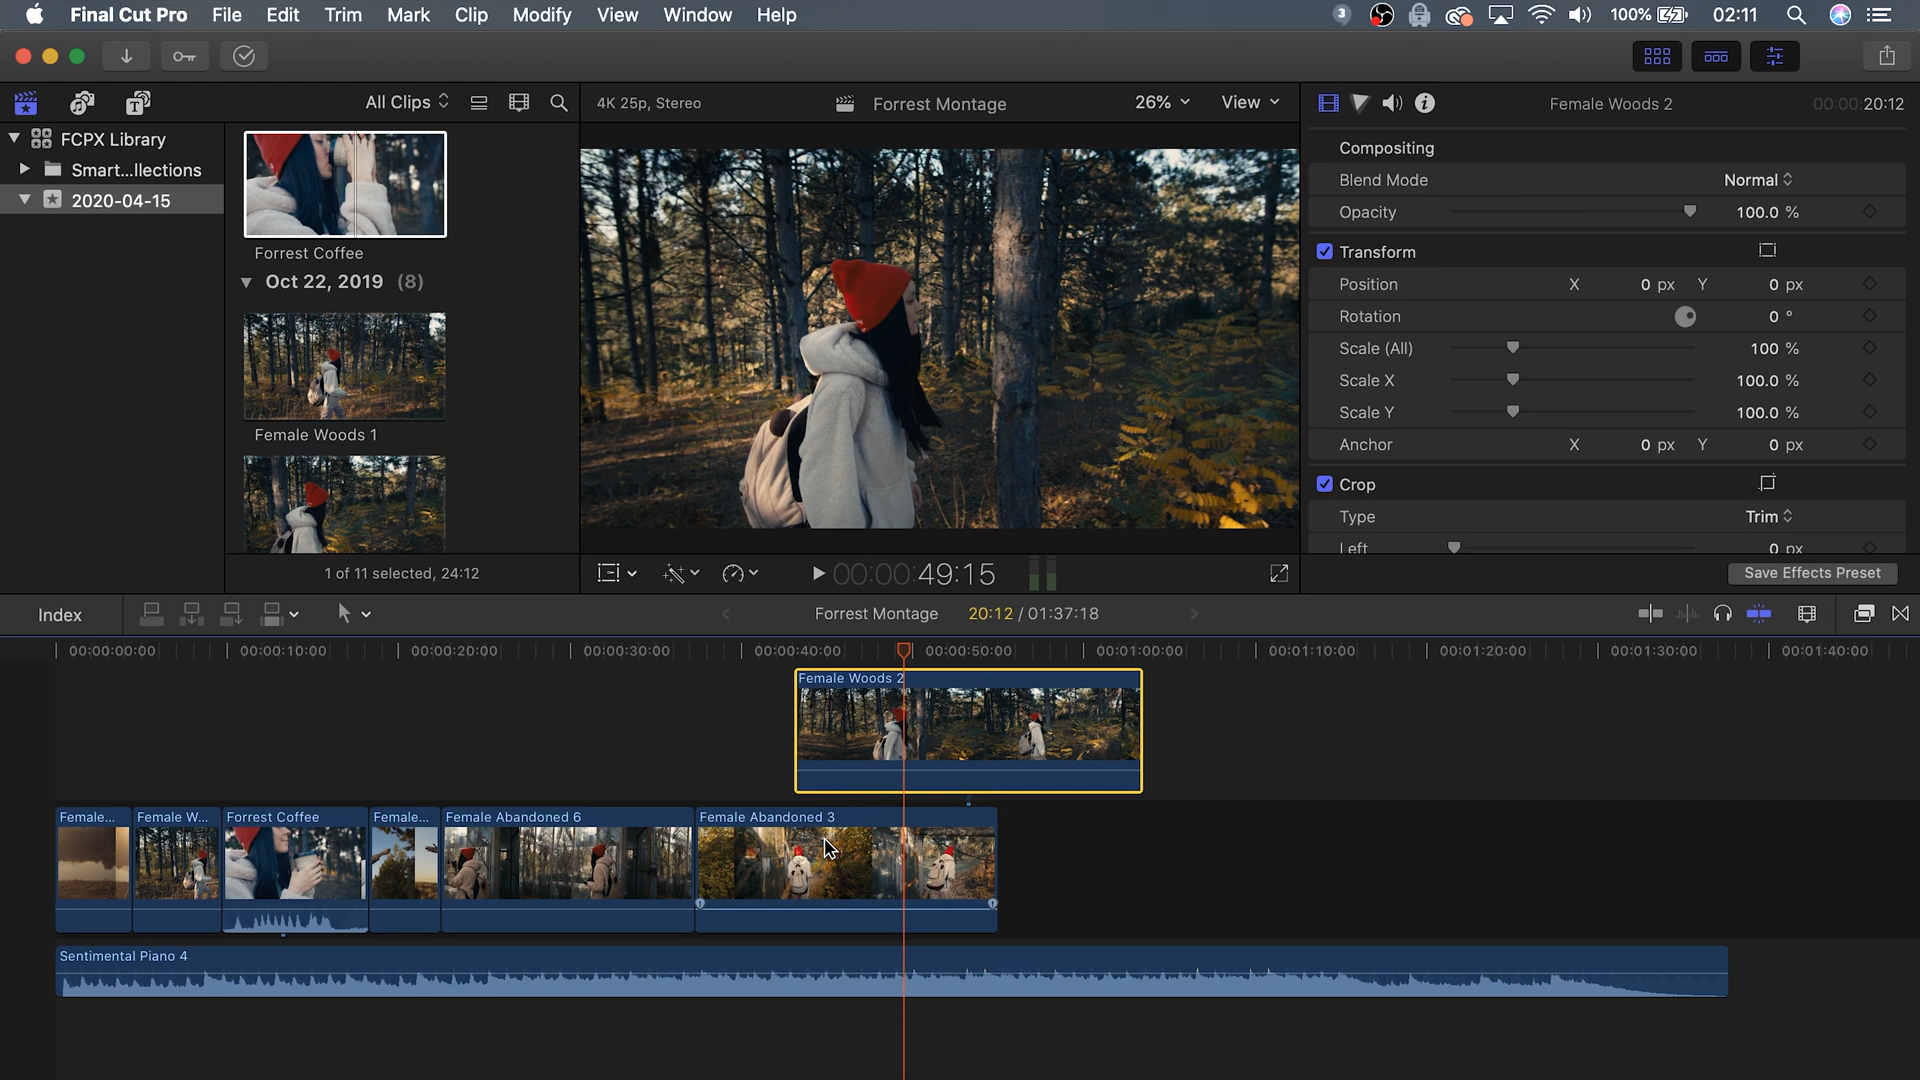 Final Cut Pro File Edit Trim Mark Clip Modify View Window Help 3 100% 02:11
All Clips 4K 25p, Stereo Forrest Montage 26% View Female Woods 2 00:00:20:12
FCPX Library
Smart...llections
2020-04-15
Forrest Coffee
Oct 22, 2019 (8)
Female Woods 1
1 of 11 selected, 24:12
00:00:00:49:15
Compositing
Blend Mode Normal
Opacity 100.0 %
Transform
Position X 0 px Y 0 px
Rotation 0 °
Scale (All) 100 %
Scale X 100.0 %
Scale Y 100.0 %
Anchor X 0 px Y 0 px
Crop
Type Trim
Left 0 px
Save Effects Preset
Index Forrest Montage 20:12 / 01:37:18
00:00:00:00 00:00:10:00 00:00:20:00 00:00:30:00 00:00:40:00 00:00:50:00 00:01:00:00 00:01:10:00 00:01:20:00 00:01:30:00 00:01:40:00
Female Woods 2
Female... Female W... Forrest Coffee Female... Female Abandoned 6 Female Abandoned 3
Sentimental Piano 4